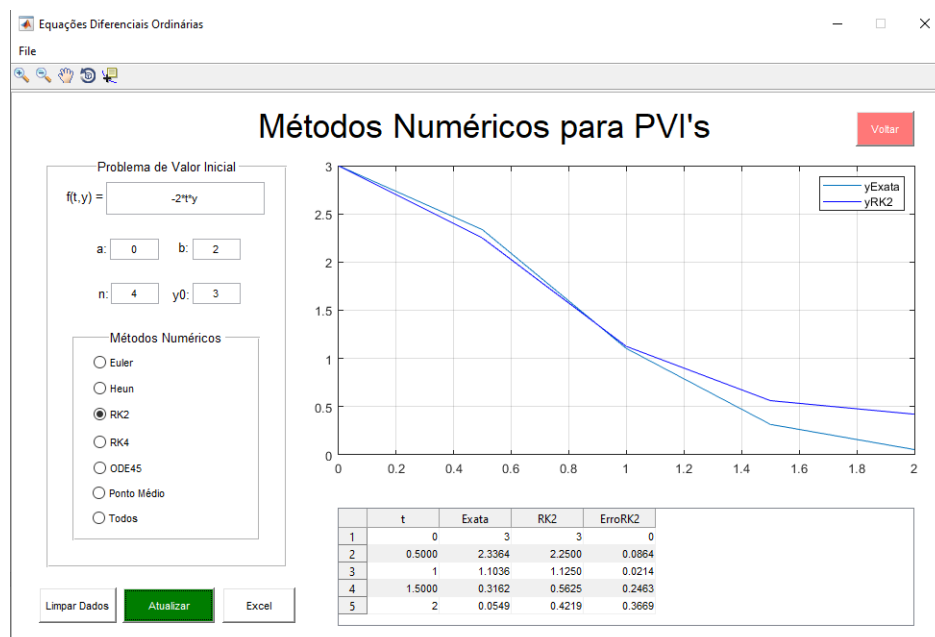 Equações Diferenciais Ordinárias
File
Métodos Numéricos para PVI's
Voltar
Problema de Valor Inicial
f(t,y) = -2*t*y
a: 0 b: 2
n: 4 y0: 3
Métodos Numéricos
Euler
Heun
RK2
RK4
ODE45
Ponto Médio
Todos
Limpar Dados Atualizar Excel
yExata
yRK2
3
2.5
2
1.5
1
0.5
0
0 0.2 0.4 0.6 0.8 1 1.2 1.4 1.6 1.8 2
t Exata RK2 ErroRK2
1 0 3 3 0
2 0.5000 2.3364 2.2500 0.0864
3 1 1.1036 1.1250 0.0214
4 1.5000 0.3162 0.5625 0.2463
5 2 0.0549 0.4219 0.3669